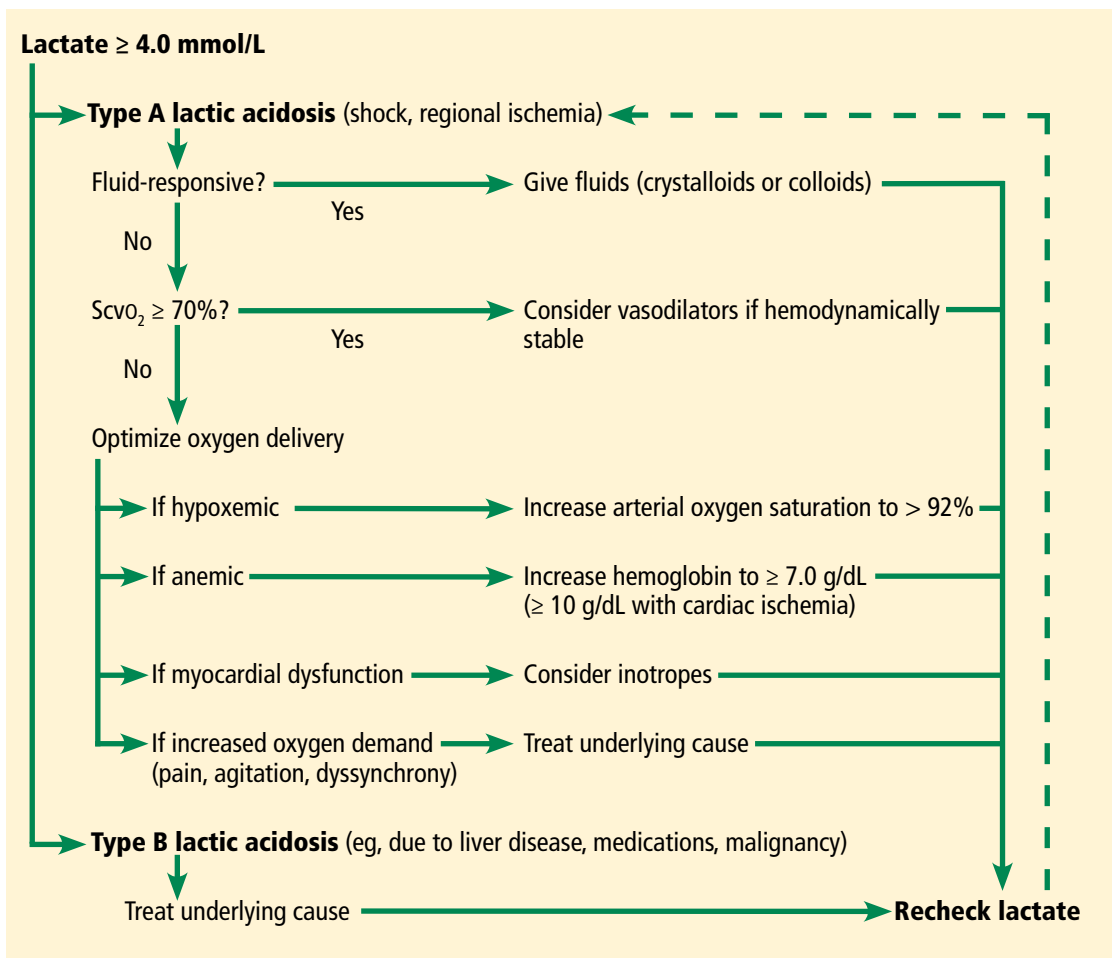 Lactate ≥ 4.0 mmol/L
Type A lactic acidosis (shock, regional ischemia)
Fluid-responsive?
Give fluids (crystalloids or colloids)
Yes
No
Scvo₂ ≥ 70%?
Consider vasodilators if hemodynamically
stable
Yes
No
Optimize oxygen delivery
If hypoxemic
Increase arterial oxygen saturation to > 92%
If anemic
Increase hemoglobin to ≥ 7.0 g/dL
(≥ 10 g/dL with cardiac ischemia)
If myocardial dysfunction
Consider inotropes
If increased oxygen demand
(pain, agitation, dyssynchrony)
Treat underlying cause
Type B lactic acidosis (eg, due to liver disease, medications, malignancy)
Treat underlying cause
Recheck lactate